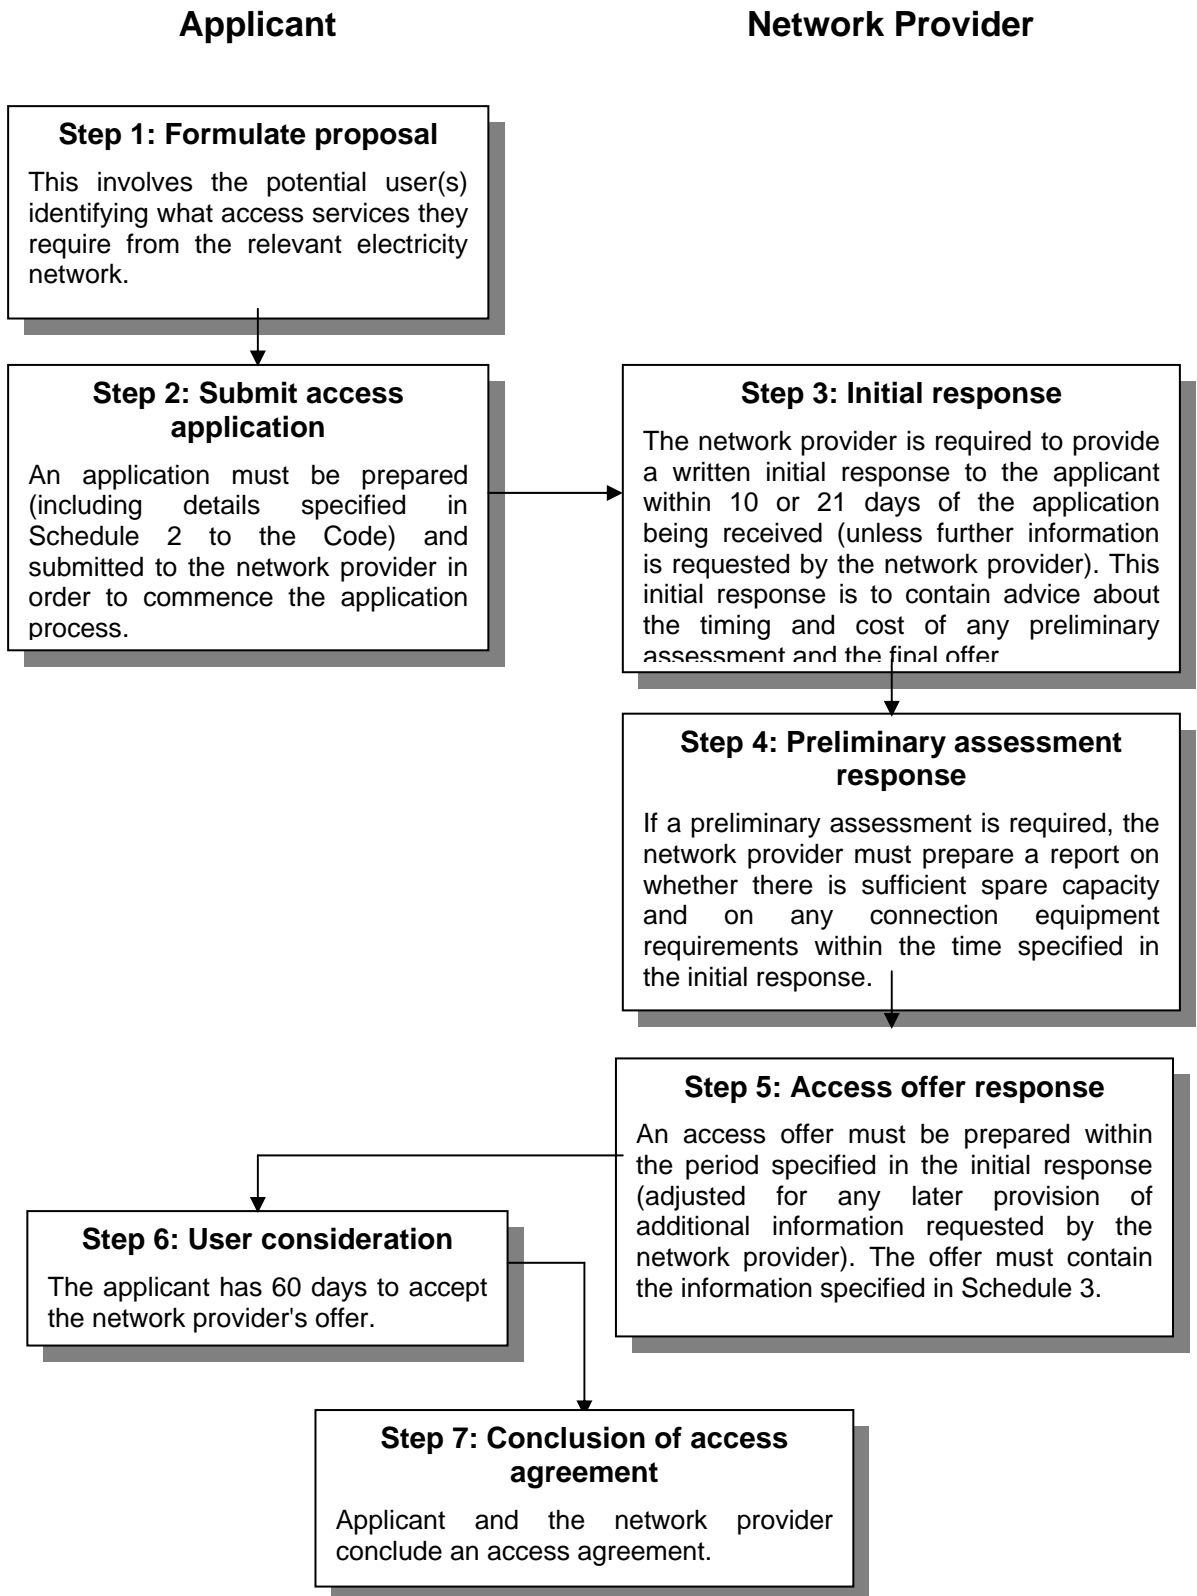 Applicant
Network Provider
Step 1: Formulate proposal
This involves the potential user(s)
identifying what access services they
require from the relevant electricity
network.
Step 2: Submit access
application
An application must be prepared
(including details specified in
Schedule 2 to the Code) and
submitted to the network provider in
order to commence the application
process.
Step 3: Initial response
The network provider is required to provide
a written initial response to the applicant
within 10 or 21 days of the application
being received (unless further information
is requested by the network provider). This
initial response is to contain advice about
the timing and cost of any preliminary
assessment and the final offer
Step 4: Preliminary assessment
response
If a preliminary assessment is required, the
network provider must prepare a report on
whether there is sufficient spare capacity
and on any connection equipment
requirements within the time specified in
the initial response.
Step 5: Access offer response
An access offer must be prepared within
the period specified in the initial response
(adjusted for any later provision of
additional information requested by the
network provider). The offer must contain
the information specified in Schedule 3.
Step 6: User consideration
The applicant has 60 days to accept
the network provider's offer.
Step 7: Conclusion of access
agreement
Applicant and the network provider
conclude an access agreement.